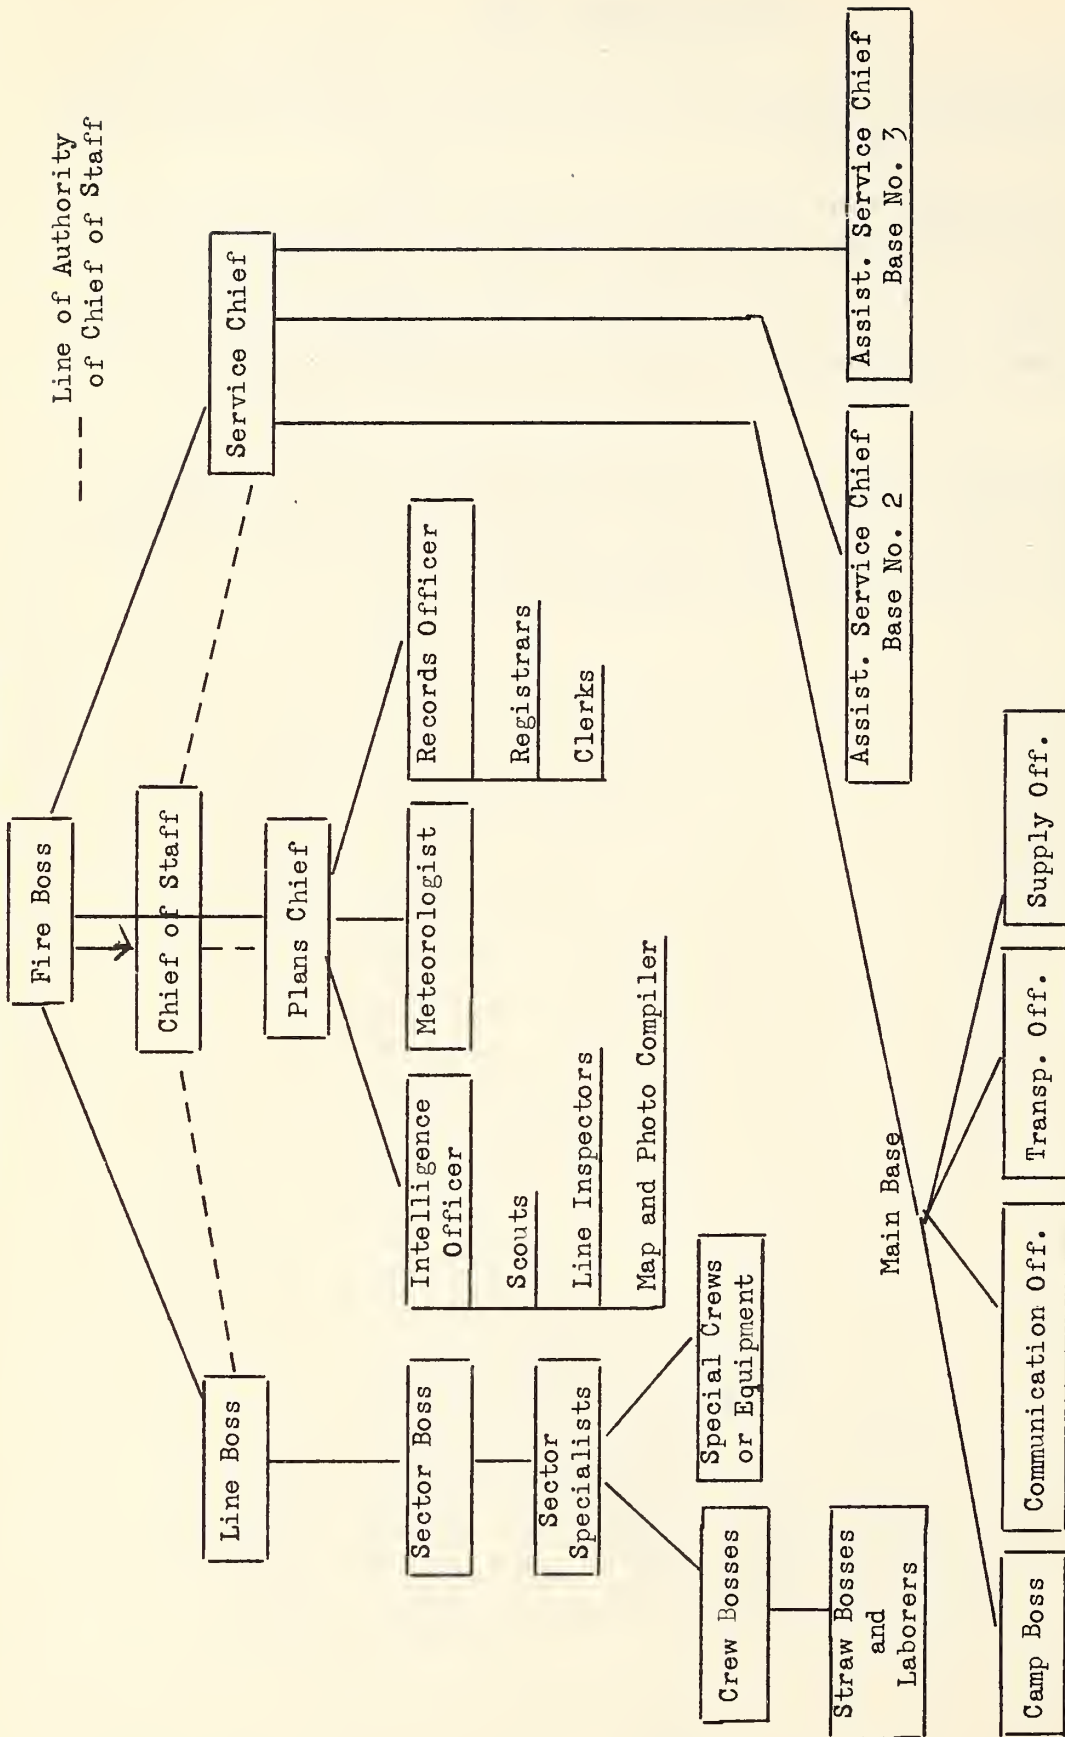 Line of Authority
of Chief of Staff
Fire Boss
Chief of Staff
Line Boss
Service Chief
Plans Chief
Sector Boss
Intelligence
Officer
Meteorologist
Records Officer
Scouts
Registrars
Sector
Specialists
Line Inspectors
Clerks
Map and Photo Compiler
Crew Bosses
Special Crews
or Equipment
Straw Bosses
and
Laborers
Assist. Service Chief
Base No. 2
Assist. Service Chief
Base No. 3
Main Base
Camp Boss
Communication Off.
Transp. Off.
Supply Off.